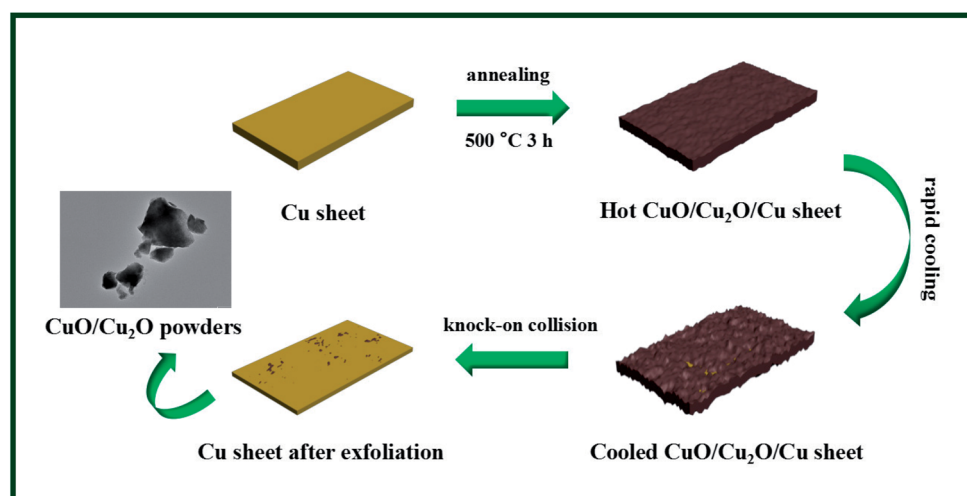 annealing
500 °C 3 h
Cu sheet
Hot CuO/Cu₂O/Cu sheet
rapid cooling
CuO/Cu₂O powders
knock-on collision
Cu sheet after exfoliation
Cooled CuO/Cu₂O/Cu sheet